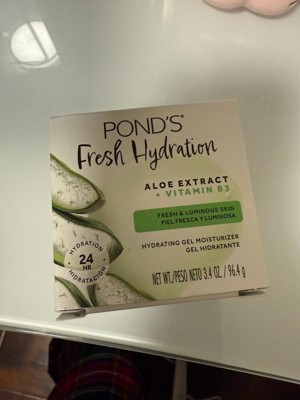 POND'S
Fresh Hydration
ALOE EXTRACT
+ VITAMIN B3
FRESH & LUMINOUS SKIN
PIEL FRESCA Y LUMINOSA
HYDRATION
24
HR
HIDRATACIÓN
HYDRATING GEL MOISTURIZER
GEL HIDRATANTE
NET WT./PESO NETO 3.4 OZ. / 96.4 g